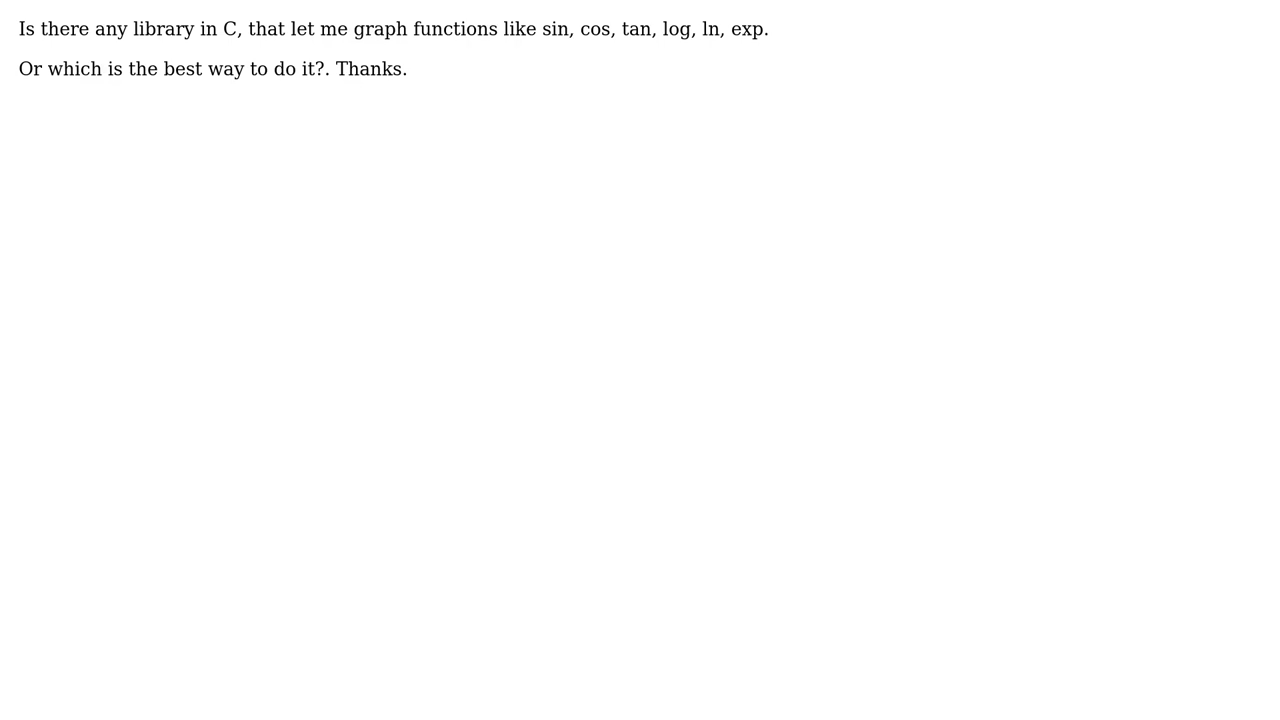 Is there any library in C, that let me graph functions like sin, cos, tan, log, ln, exp.
Or which is the best way to do it?. Thanks.